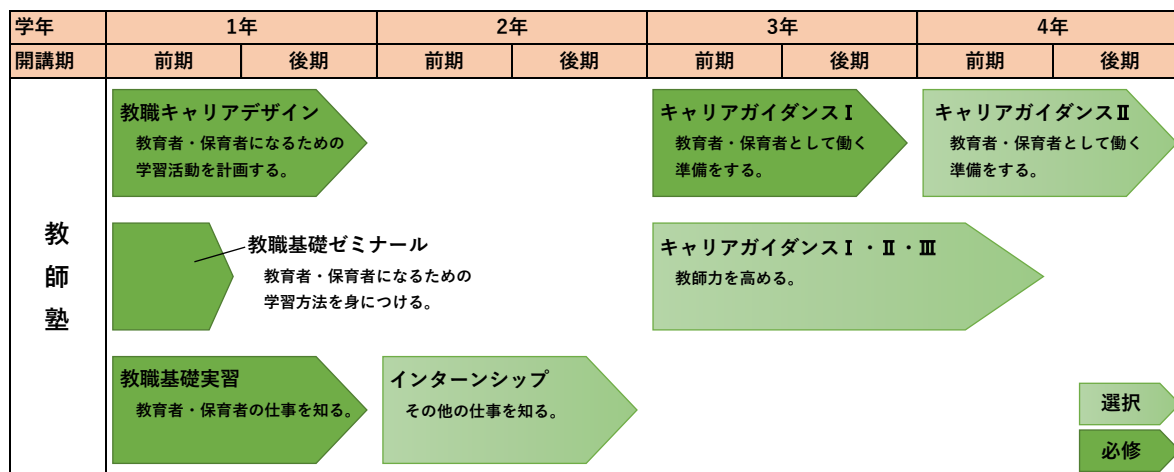 学年 1年 2年 3年 4年
開講期 前期 後期 前期 後期 前期 後期 前期 後期
教師塾
教職キャリアデザイン
教育者・保育者になるための
学習活動を計画する。
キャリアガイダンスⅠ
教育者・保育者として働く
準備をする。
キャリアガイダンスⅡ
教育者・保育者として働く
準備をする。
教職基礎ゼミナール
教育者・保育者になるための
学習方法を身につける。
キャリアガイダンスⅠ・Ⅱ・Ⅲ
教師力を高める。
教職基礎実習
教育者・保育者の仕事を知る。
インターンシップ
その他の仕事を知る。
選択
必修